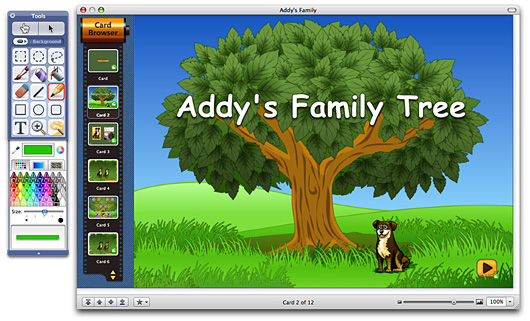 Tools
Background
T
Size:
Addy's Family
Card
Browser
Card
Card 2
Card 3
Card 4
Card 5
Card 6
Addy's Family Tree
Card 2 of 12
100%